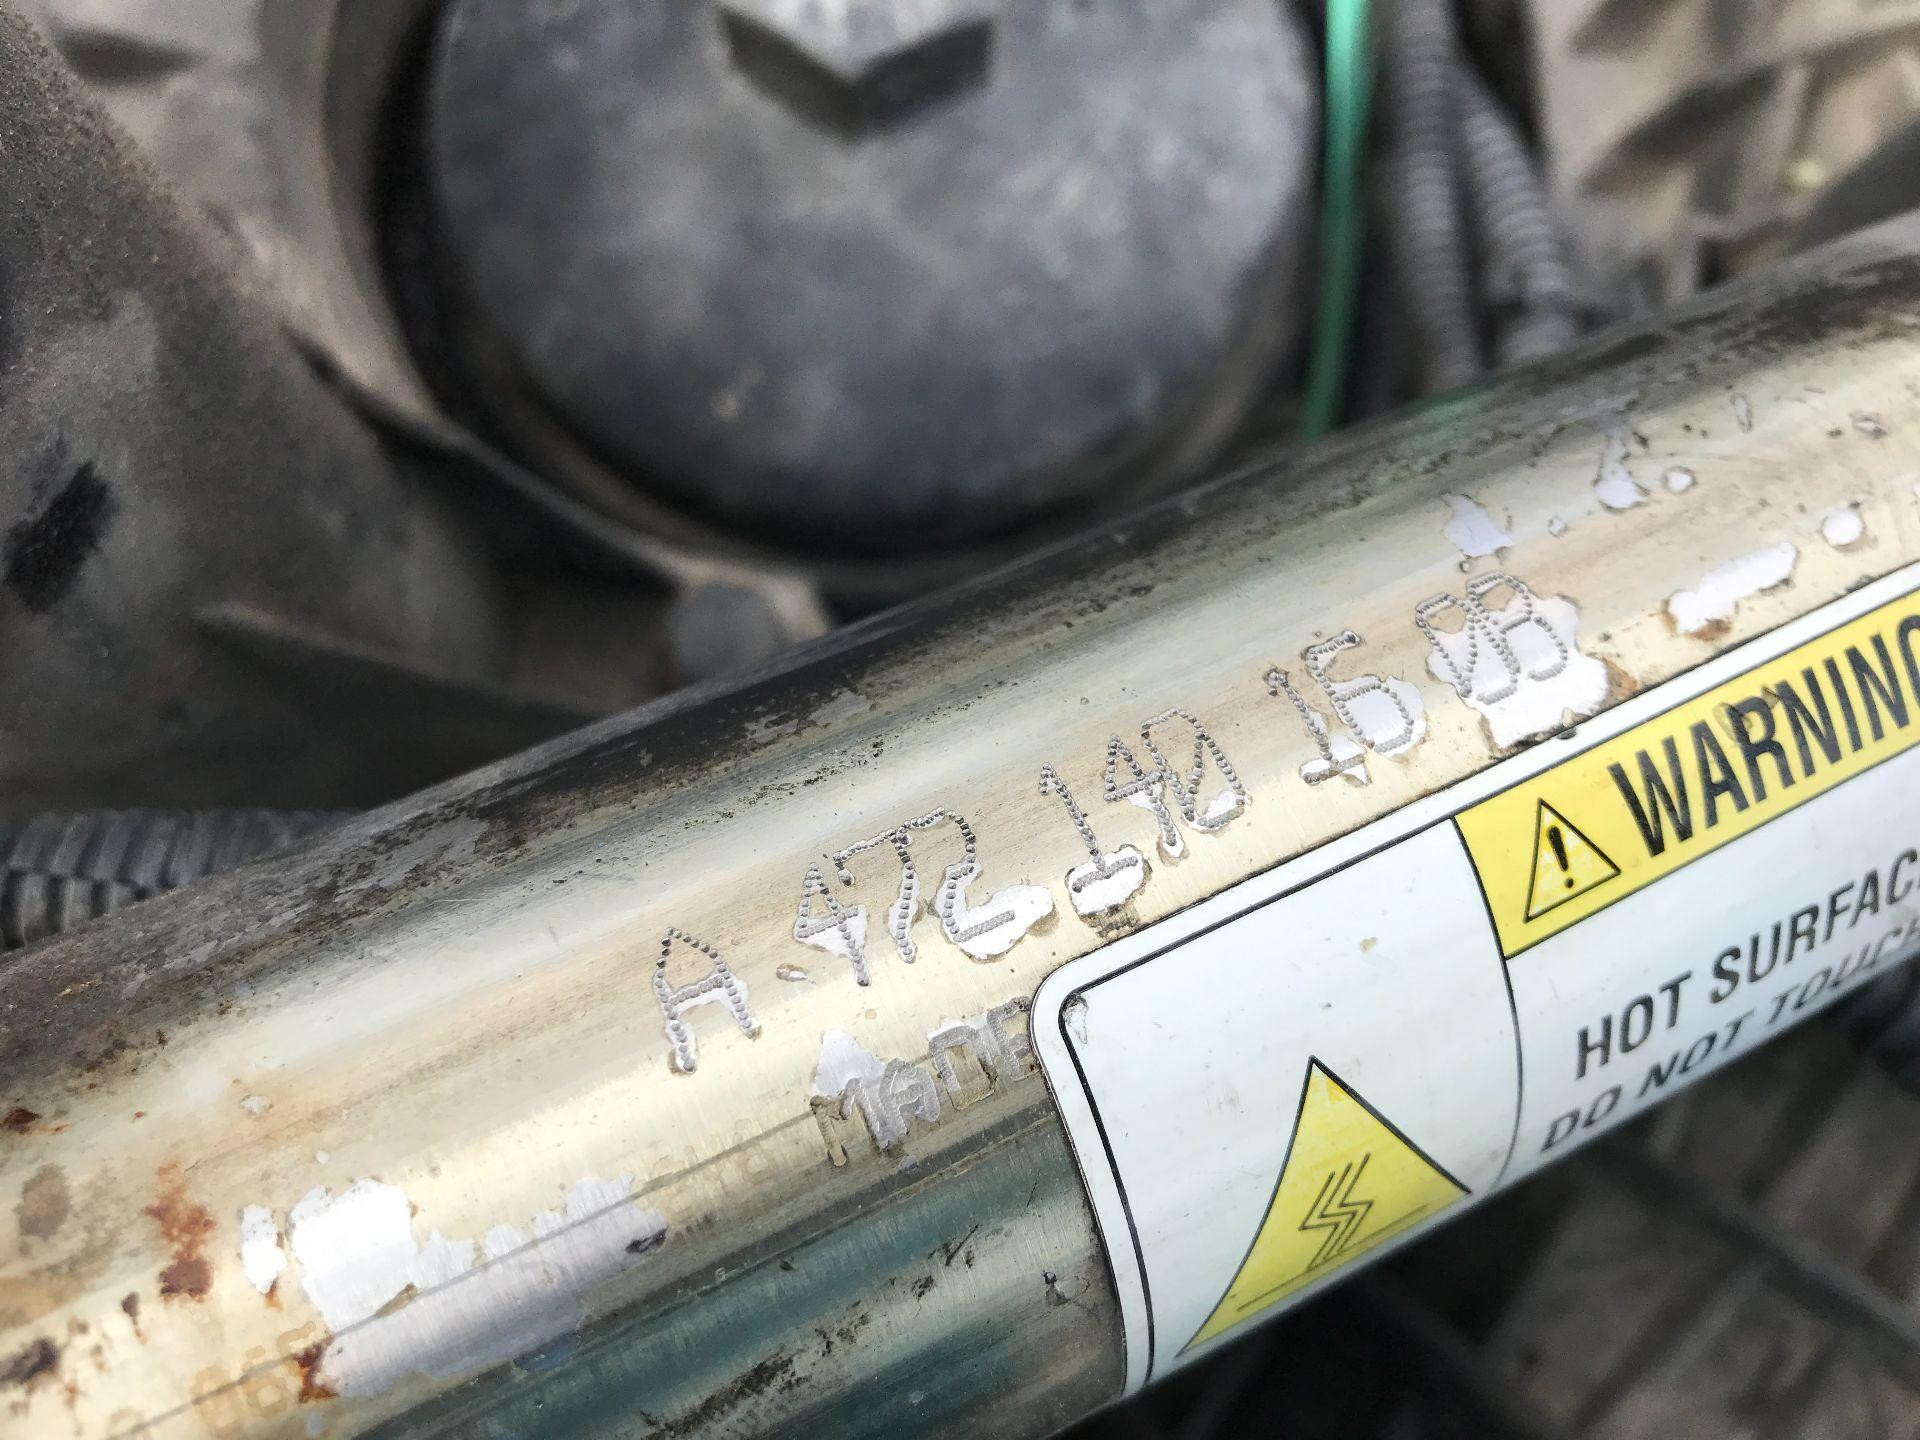 A 472 140 15 08
MADE
WARNING
HOT SURFACE
DO NOT TOUCH